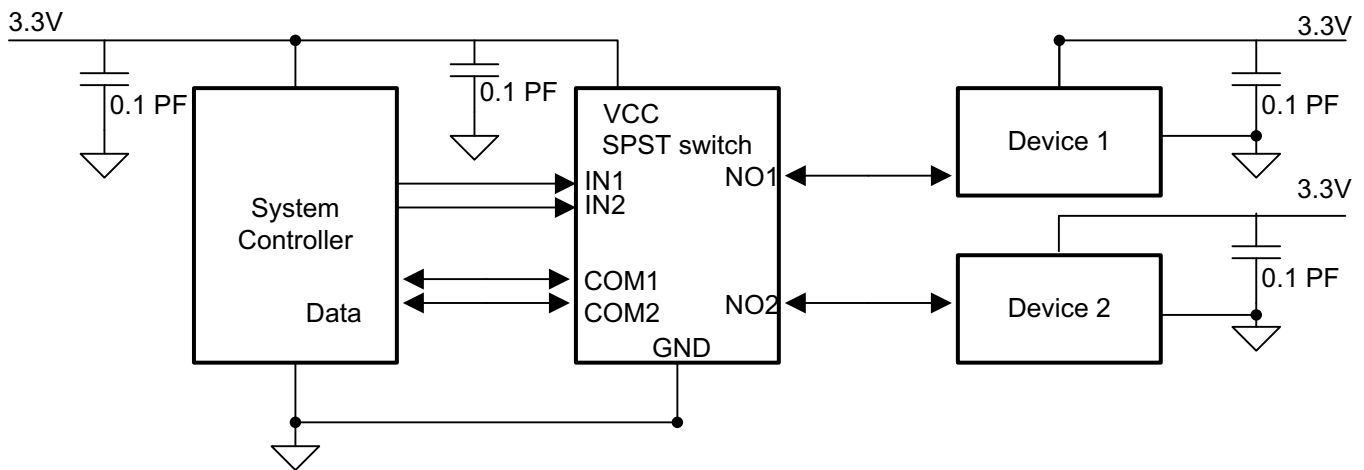 3.3V
3.3V
0.1 PF
0.1 PF
0.1 PF
VCC
SPST switch
Device 1
IN1
IN2
NO1
3.3V
System
Controller
COM1
COM2
NO2
Data
Device 2
0.1 PF
GND